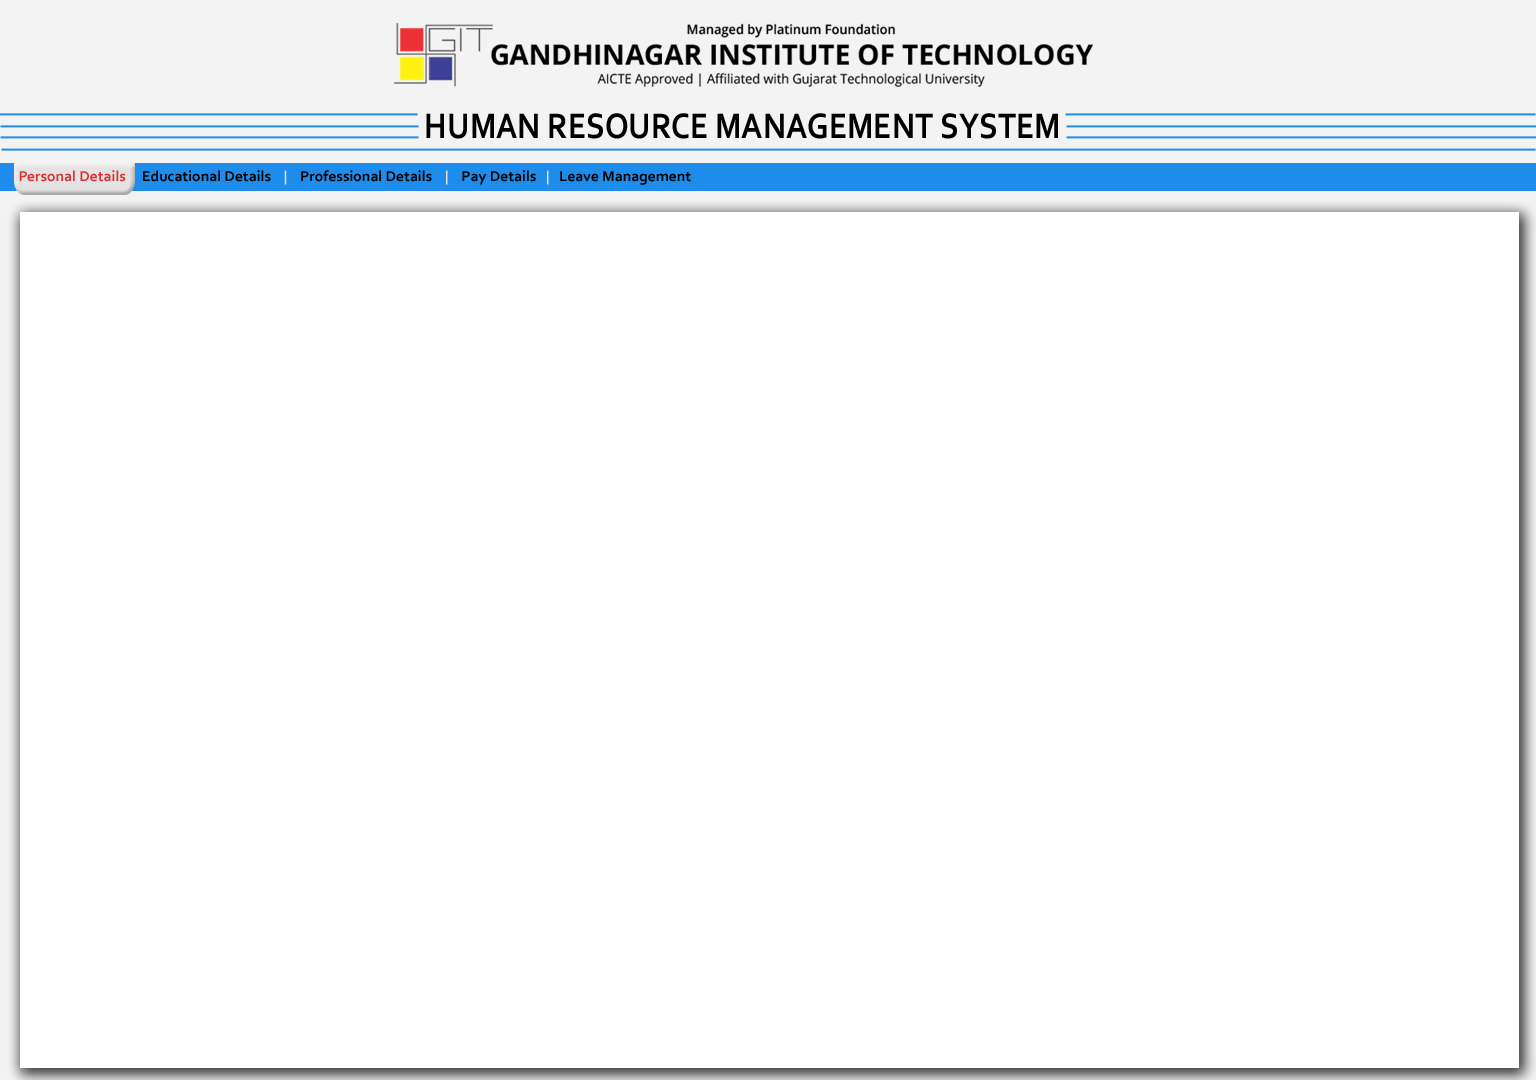 GIT
Managed by Platinum Foundation
GANDHINAGAR INSTITUTE OF TECHNOLOGY
AICTE Approved | Affiliated with Gujarat Technological University
HUMAN RESOURCE MANAGEMENT SYSTEM
Personal Details Educational Details | Professional Details | Pay Details | Leave Management